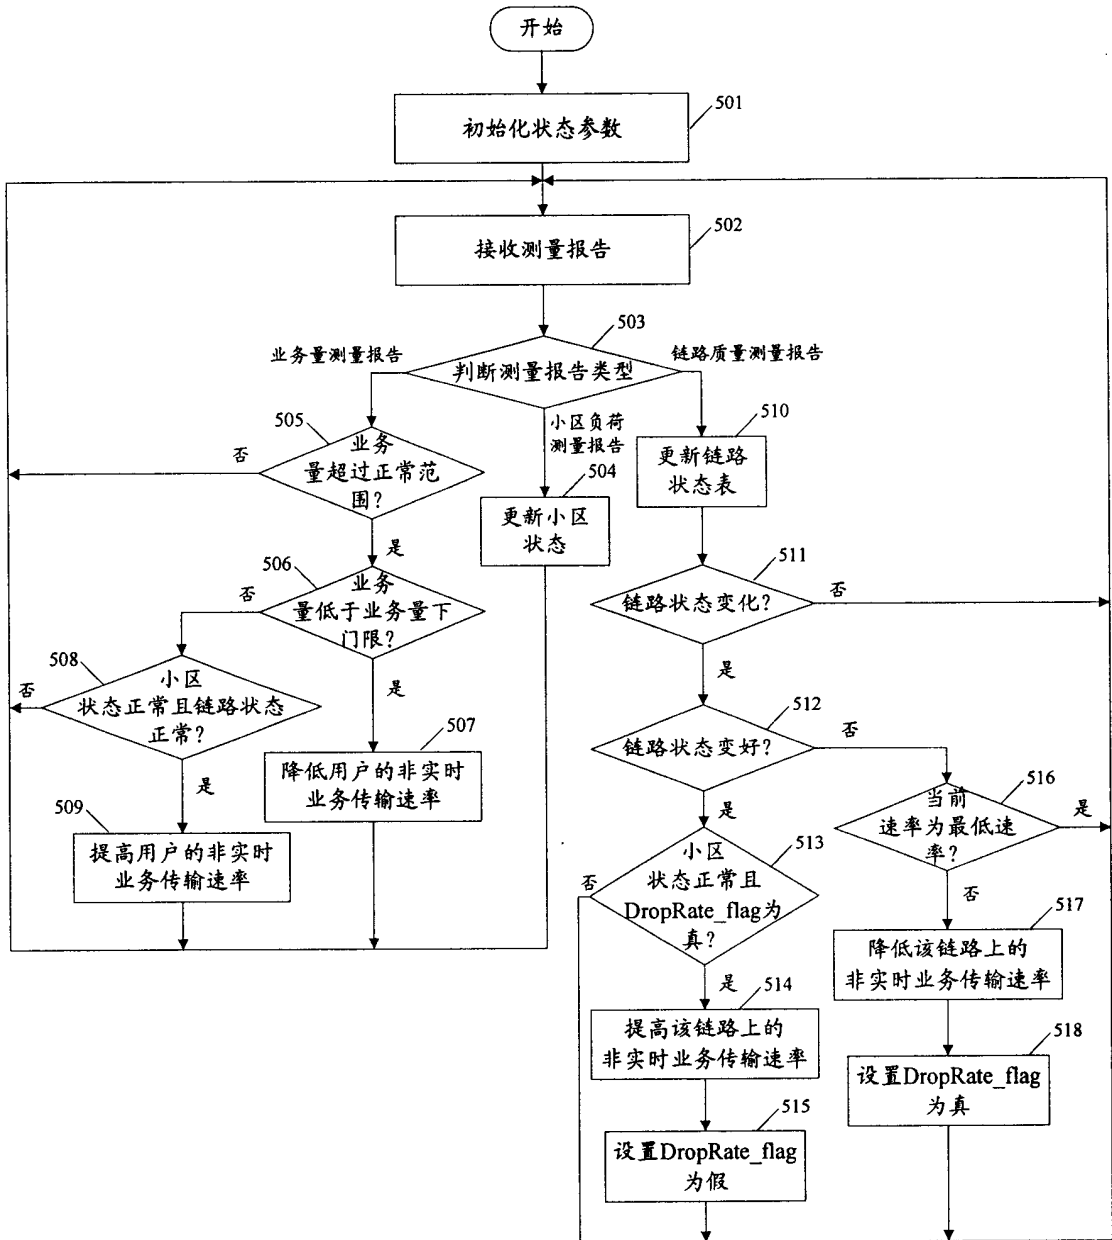 开始
501
初始化状态参数
502
接收测量报告
503
业务量测量报告
链路质量测量报告
判断测量报告类型
小区负荷
测量报告
505
否
业务
量超过正常范
围?
是
504
更新小区
状态
510
更新链路
状态表
506
否
业务
量低于业务量下
门限?
是
511
链路状态变化?
否
是
508
否
小区
状态正常且链路状态
正常?
是
507
降低用户的非实时
业务传输速率
509
提高用户的非实时
业务传输速率
512
链路状态变好?
否
是
516
当前
速率为最低速
率?
是
否
513
否
小区
状态正常且
DropRate_flag为
真?
是
517
降低该链路上的
非实时业务传输速率
514
提高该链路上的
非实时业务传输速率
518
设置DropRate_flag
为真
515
设置DropRate_flag
为假